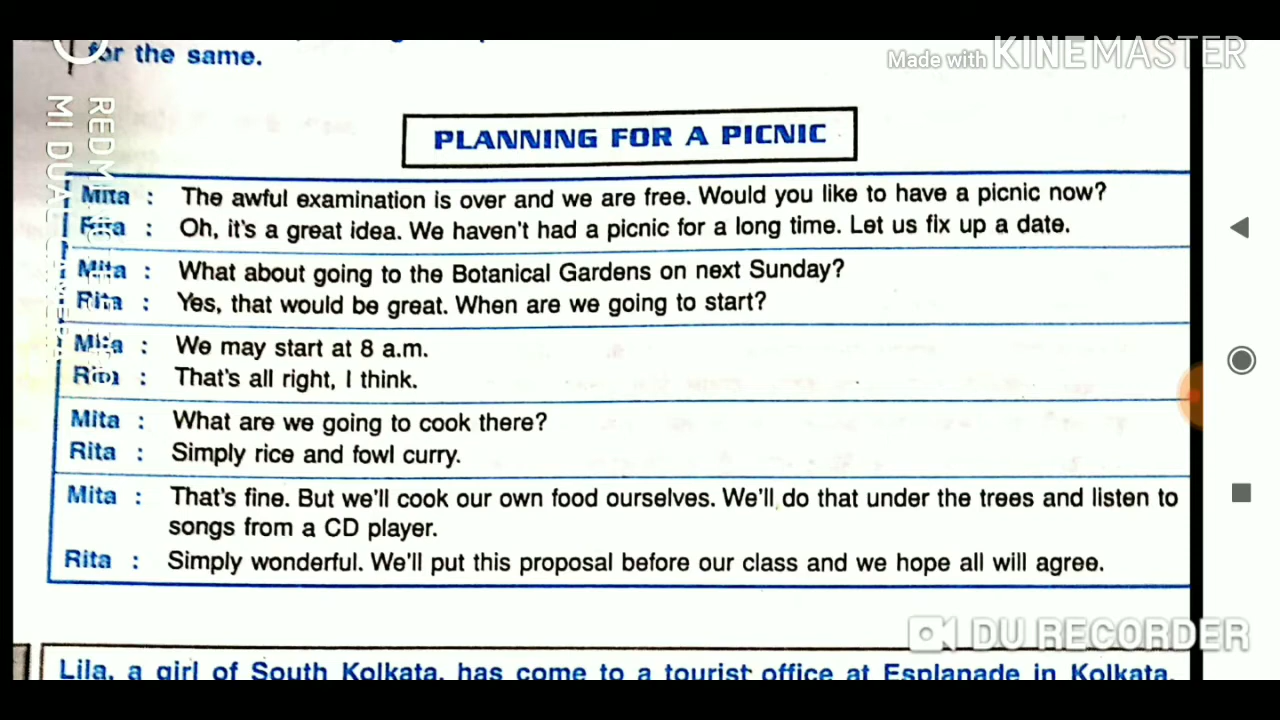 for the same.
Made with KINEMASTER
PLANNING FOR A PICNIC
Mita : The awful examination is over and we are free. Would you like to have a picnic now?
Rita : Oh, it's a great idea. We haven't had a picnic for a long time. Let us fix up a date.
Mita : What about going to the Botanical Gardens on next Sunday?
Rita : Yes, that would be great. When are we going to start?
Mita : We may start at 8 a.m.
Rita : That's all right, I think.
Mita : What are we going to cook there?
Rita : Simply rice and fowl curry.
Mita : That's fine. But we'll cook our own food ourselves. We'll do that under the trees and listen to
songs from a CD player.
Rita : Simply wonderful. We'll put this proposal before our class and we hope all will agree.
DU RECORDER
Lila, a girl of South Kolkata, has come to a tourist office at Esplanade in Kolkata.
REDM
MI DUAL